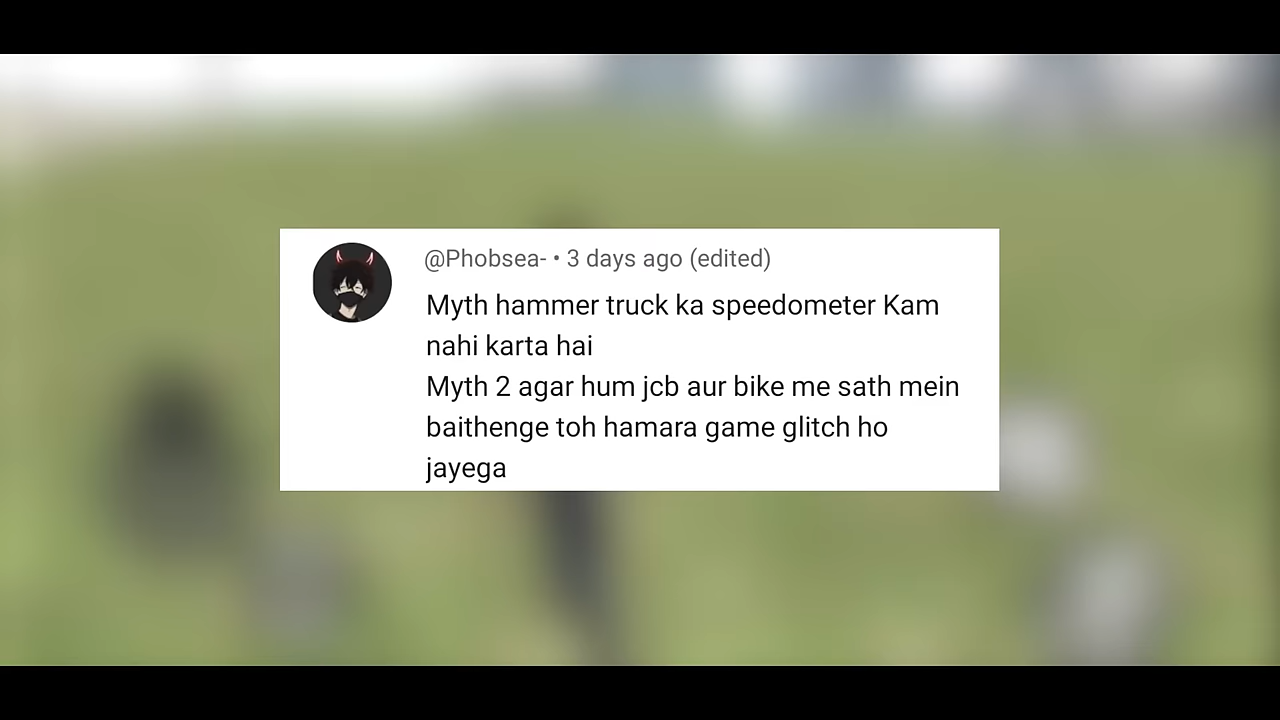 @Phobsea- • 3 days ago (edited)
Myth hammer truck ka speedometer Kam
nahi karta hai
Myth 2 agar hum jcb aur bike me sath mein
baithenge toh hamara game glitch ho
jayega